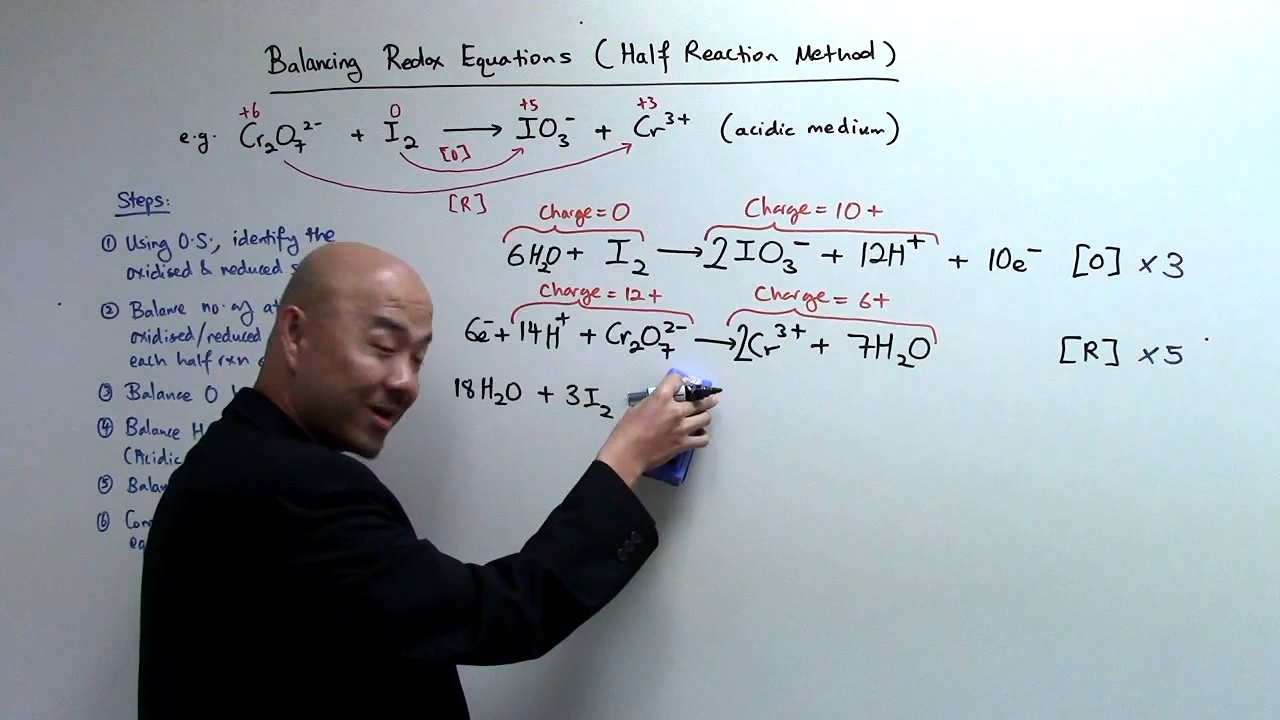 Balancing Redox Equations (Half Reaction Method)
+6 0 +5 +3
e.g. Cr₂O₇²⁻ + I₂ ⟶ IO₃⁻ + Cr³⁺ (acidic medium)
[O]
[R]
Steps:
① Using O.S., identify the
oxidised & reduced
② Balance no. of
oxidised/reduced
each half rxn
③ Balance O
④ Balance H
(Acidic
⑤
⑥
Charge = 0 Charge = 10+
6H₂O + I₂ ⟶ 2IO₃⁻ + 12H⁺ + 10e⁻ [O] ×3
Charge = 12+ Charge = 6+
6e⁻ + 14H⁺ + Cr₂O₇²⁻ ⟶ 2Cr³⁺ + 7H₂O [R] ×5
18H₂O + 3I₂